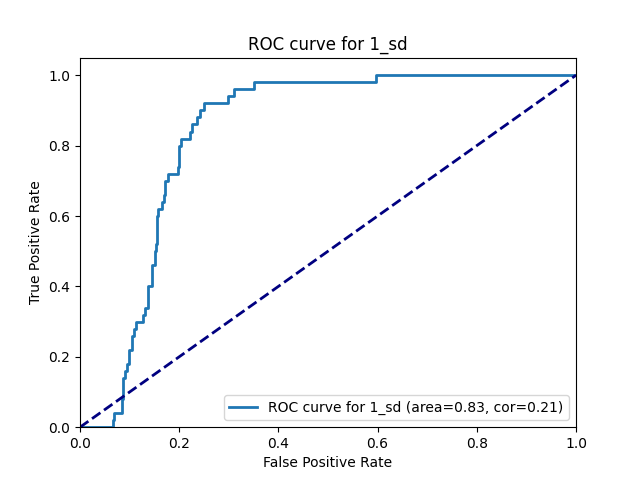 ROC curve for 1_sd
True Positive Rate
1.0
0.8
0.6
0.4
0.2
0.0
ROC curve for 1_sd (area=0.83, cor=0.21)
0.0 0.2 0.4 0.6 0.8 1.0
False Positive Rate